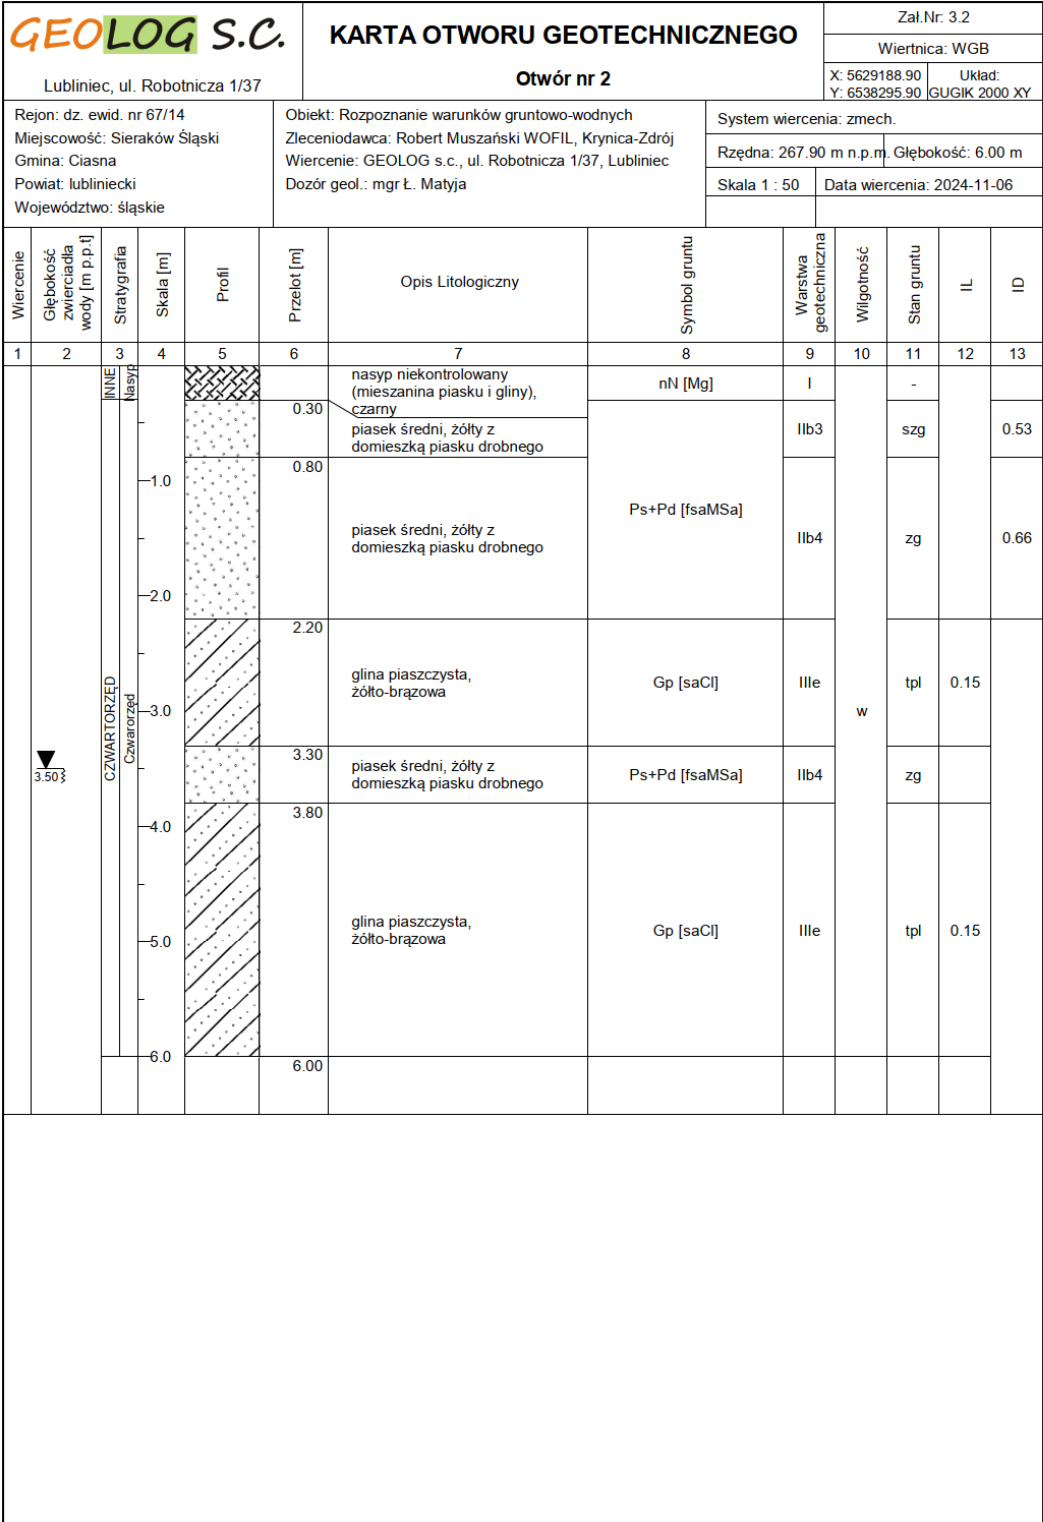 GEOLOG S.C.
Lubliniec, ul. Robotnicza 1/37
KARTA OTWORU GEOTECHNICZNEGO
Otwór nr 2
Zał.Nr: 3.2
Wiertnica: WGB
X: 5629188.90
Y: 6538295.90
Układ:
GUGIK 2000 XY
Rejon: dz. ewid. nr 67/14
Miejscowość: Sieraków Śląski
Gmina: Ciasna
Powiat: lubliniecki
Województwo: śląskie
Obiekt: Rozpoznanie warunków gruntowo-wodnych
Zleceniodawca: Robert Muszański WOFIL, Krynica-Zdrój
Wiercenie: GEOLOG s.c., ul. Robotnicza 1/37, Lubliniec
Dozór geol.: mgr Ł. Matyja
System wiercenia: zmech.
Rzędna: 267.90 m n.p.m. Głębokość: 6.00 m
Skala 1 : 50 Data wiercenia: 2024-11-06
Wiercenie
Głębokość
zwierciadła
wody [m p.p.t]
Stratygrafia
Skala [m]
Profil
Przelot [m]
Opis Litologiczny
Symbol gruntu
Warstwa
geotechniczna
Wilgotność
Stan gruntu
IL
ID
1 2 3 4 5 6 7 8 9 10 11 12 13
INNE
Nasyp
nasyp niekontrolowany
(mieszanina piasku i gliny),
czarny
nN [Mg] I -
0.30
piasek średni, żółty z
domieszką piasku drobnego
IIb3 szg 0.53
0.80
1.0
Ps+Pd [fsaMSa]
piasek średni, żółty z
domieszką piasku drobnego
IIb4 zg 0.66
2.0
2.20
glina piaszczysta,
żółto-brązowa
Gp [saCl] IIIe tpl 0.15
CZWARTORZĘD
Czwarorzęd
3.0
w
3.30
3.50
piasek średni, żółty z
domieszką piasku drobnego
Ps+Pd [fsaMSa] IIb4 zg
3.80
4.0
glina piaszczysta,
żółto-brązowa
Gp [saCl] IIIe tpl 0.15
5.0
6.0
6.00